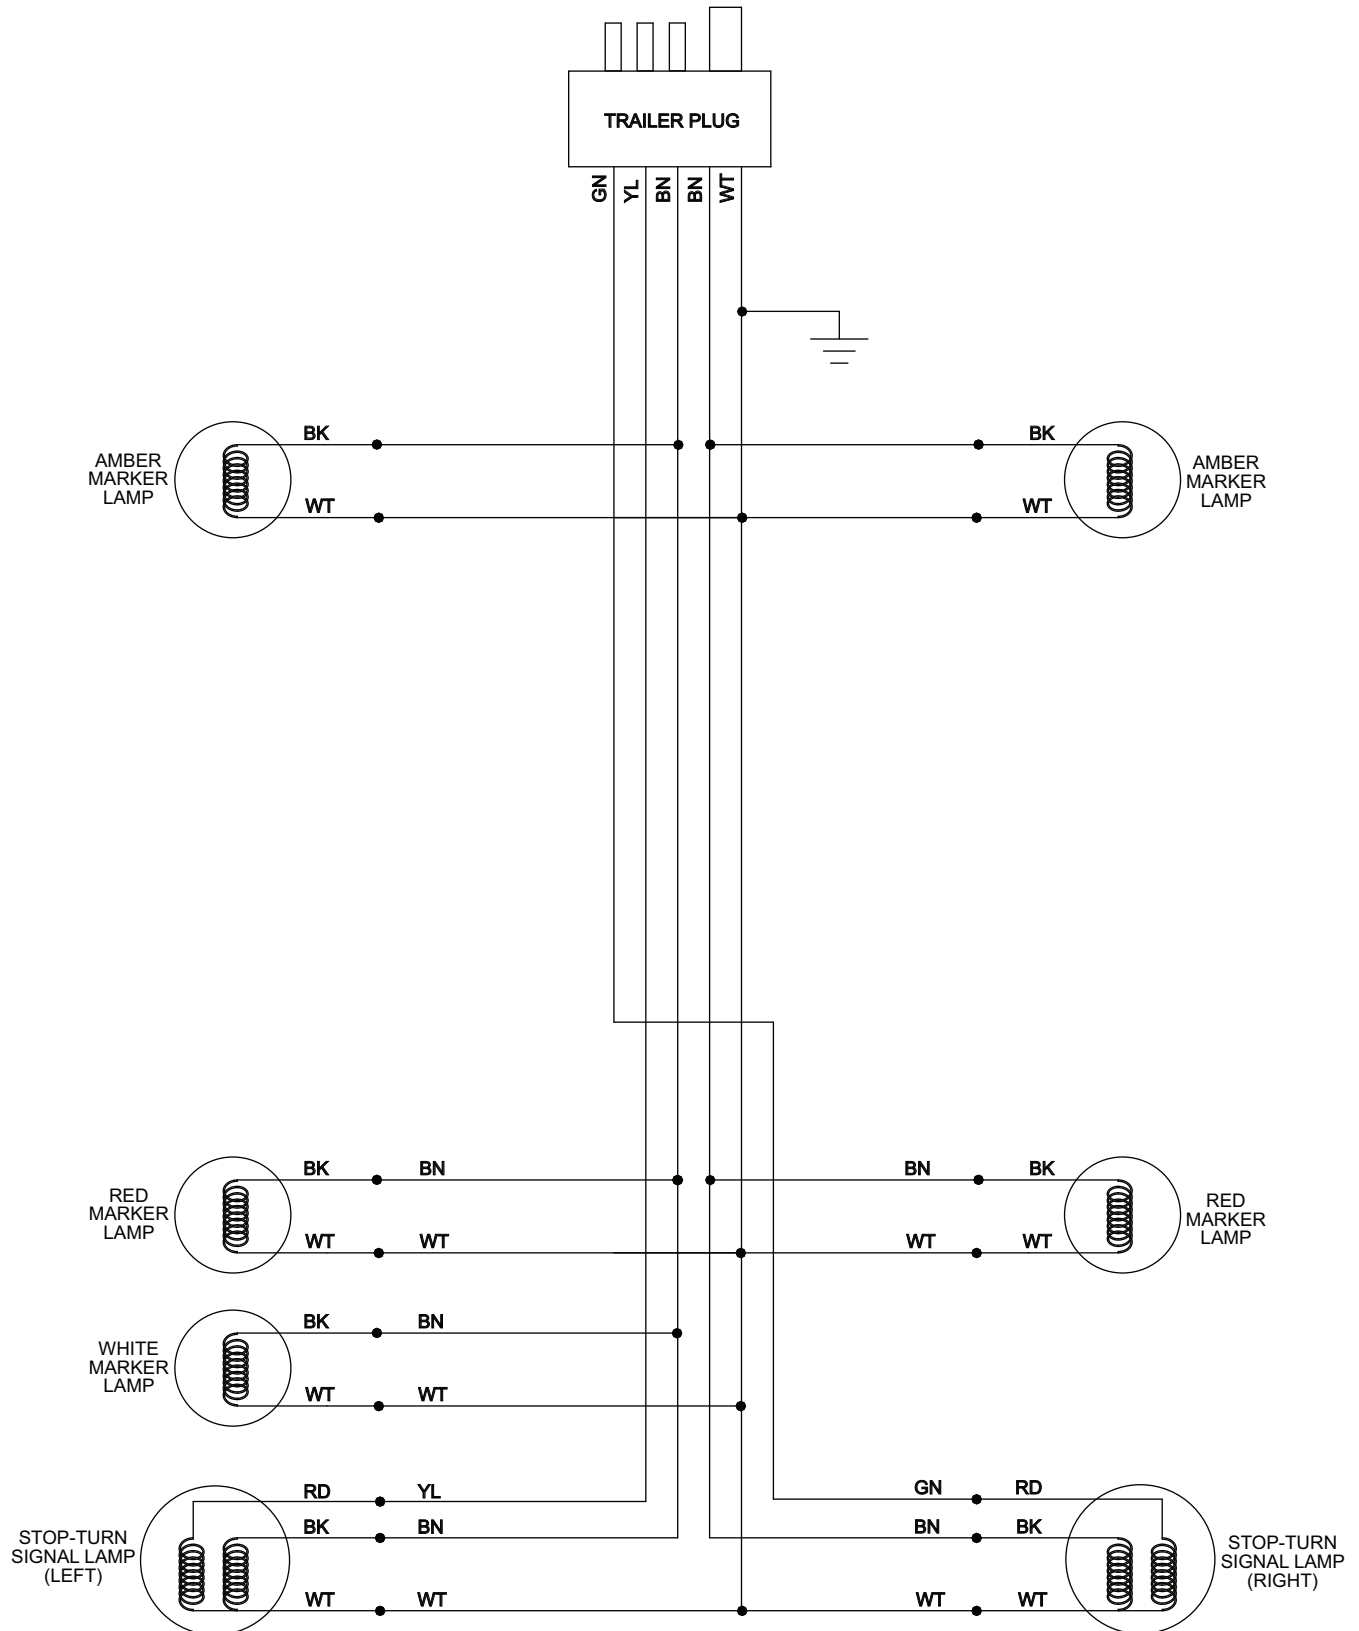 TRAILER PLUG
GN YL BN BN WT
BK BK
AMBER
MARKER
LAMP
AMBER
MARKER
LAMP
WT WT
BK BN BN BK
RED
MARKER
LAMP
RED
MARKER
LAMP
WT WT WT WT
BK BN
WHITE
MARKER
LAMP
WT WT
RD YL GN RD
BK BN BN BK
STOP-TURN
SIGNAL LAMP
(LEFT)
STOP-TURN
SIGNAL LAMP
(RIGHT)
WT WT WT WT